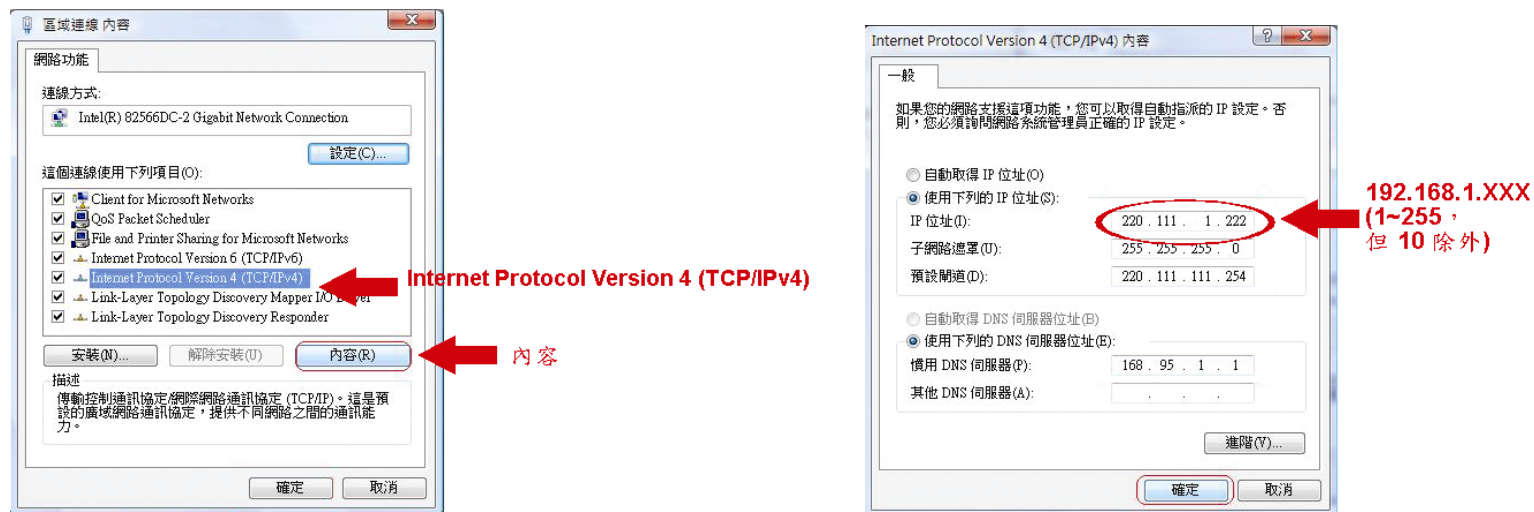 區域連線 內容
網路功能
連線方式:
Intel(R) 82566DC-2 Gigabit Network Connection
設定(C)...
這個連線使用下列項目(O):
Client for Microsoft Networks
QoS Packet Scheduler
File and Printer Sharing for Microsoft Networks
Internet Protocol Version 6 (TCP/IPv6)
Internet Protocol Version 4 (TCP/IPv4)
Link-Layer Topology Discovery Mapper I/O Driver
Link-Layer Topology Discovery Responder
安裝(N)...
解除安裝(U)
內容(R)
描述
傳輸控制通訊協定/網際網路通訊協定 (TCP/IP)。這是預
設的廣域網路通訊協定,提供不同網路之間的通訊能
力。
確定
取消
Internet Protocol Version 4 (TCP/IPv4)
內容
Internet Protocol Version 4 (TCP/IPv4) 內容
一般
如果您的網路支援這項功能,您可以取得自動指派的 IP 設定。否
則,您必須詢問網路系統管理員正確的 IP 設定。
自動取得 IP 位址(O)
使用下列的 IP 位址(S):
IP 位址(I): 220 . 111 . 1 . 222
子網路遮罩(U): 255 . 255 . 255 . 0
預設閘道(D): 220 . 111 . 111 . 254
自動取得 DNS 伺服器位址(B)
使用下列的 DNS 伺服器位址(E):
慣用 DNS 伺服器(P): 168 . 95 . 1 . 1
其他 DNS 伺服器(A): . . .
進階(V)...
確定
取消
192.168.1.XXX
(1~255,
但 10 除外)